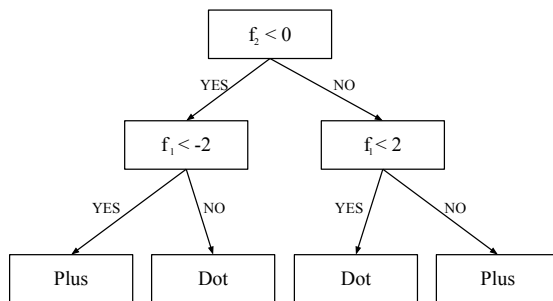 f₂ < 0
YES NO
f₁ < -2 f₁ < 2
YES NO YES NO
Plus Dot Dot Plus